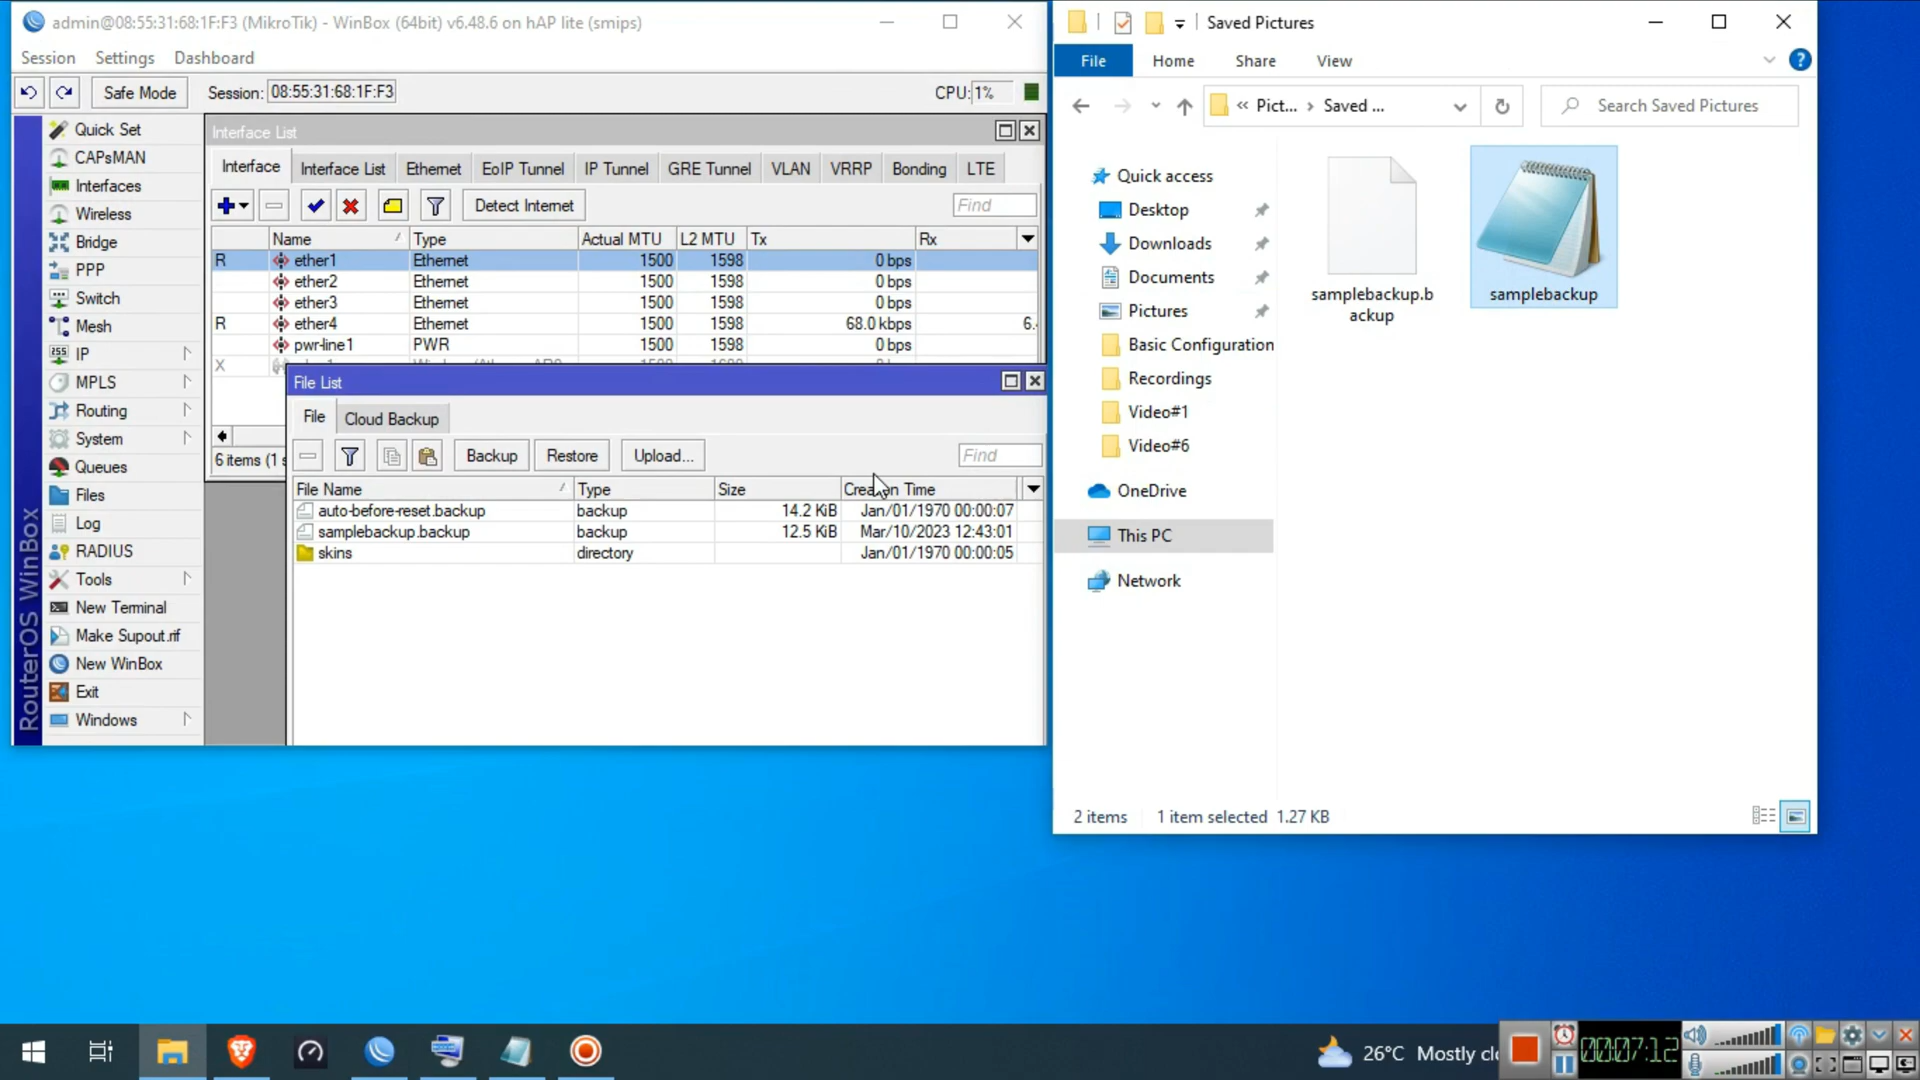 admin@08:55:31:68:1F:F3 (MikroTik) - WinBox (64bit) v6.48.6 on hAP lite (smips)
Session Settings Dashboard
Safe Mode Session: 08:55:31:68:1F:F3 CPU: 1%
RouterOS WinBox
Quick Set
CAPsMAN
Interfaces
Wireless
Bridge
PPP
Switch
Mesh
IP
MPLS
Routing
System
Queues
Files
Log
RADIUS
Tools
New Terminal
Make Supout.rif
New WinBox
Exit
Windows
Interface List
Interface Interface List Ethernet EoIP Tunnel IP Tunnel GRE Tunnel VLAN VRRP Bonding LTE
Detect Internet Find
Name Type Actual MTU L2 MTU Tx Rx
R ether1 Ethernet 1500 1598 0 bps
ether2 Ethernet 1500 1598 0 bps
ether3 Ethernet 1500 1598 0 bps
R ether4 Ethernet 1500 1598 68.0 kbps 6.
pwr-line1 PWR 1500 1598 0 bps
X
6 items (1 s
File List
File Cloud Backup
Backup Restore Upload... Find
File Name Type Size Creation Time
auto-before-reset.backup backup 14.2 KiB Jan/01/1970 00:00:07
samplebackup.backup backup 12.5 KiB Mar/10/2023 12:43:01
skins directory Jan/01/1970 00:00:05
Saved Pictures
File Home Share View
« Pict... › Saved ... Search Saved Pictures
Quick access
Desktop
Downloads
Documents
Pictures
Basic Configuration
Recordings
Video#1
Video#6
OneDrive
This PC
Network
samplebackup.b
ackup
samplebackup
2 items 1 item selected 1.27 KB
26°C Mostly cl
00:07:12